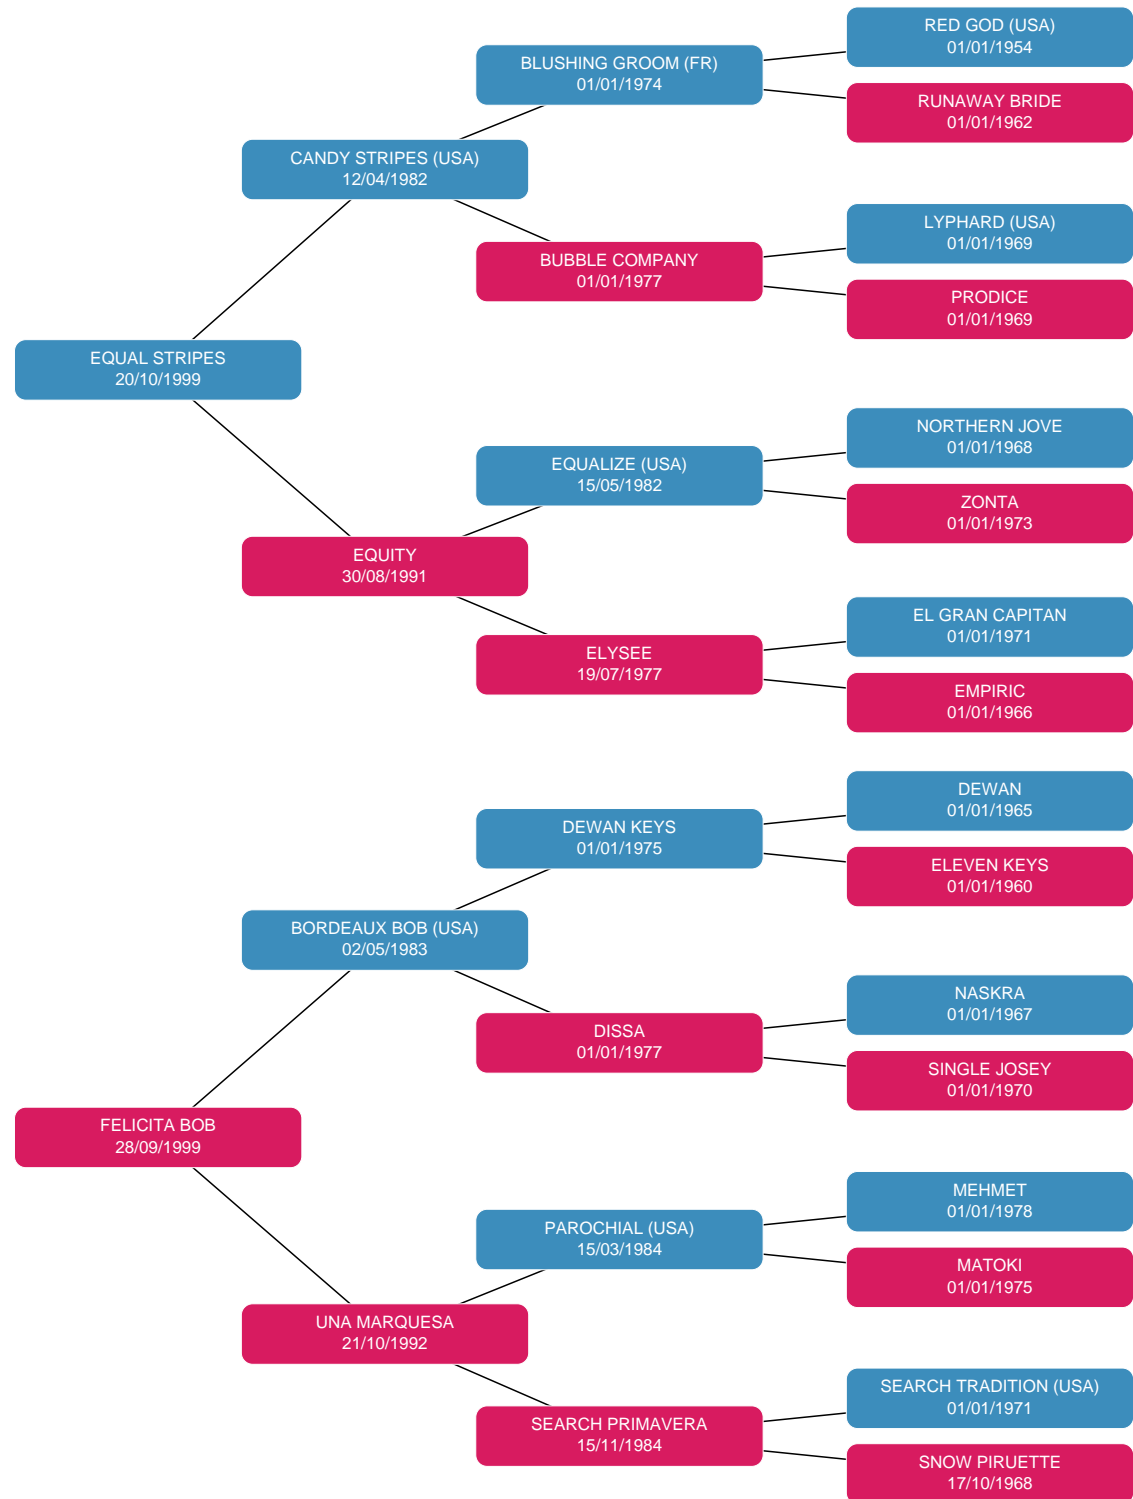 RED GOD (USA)
01/01/1954
BLUSHING GROOM (FR)
01/01/1974
RUNAWAY BRIDE
01/01/1962
CANDY STRIPES (USA)
12/04/1982
LYPHARD (USA)
01/01/1969
BUBBLE COMPANY
01/01/1977
PRODICE
01/01/1969
EQUAL STRIPES
20/10/1999
NORTHERN JOVE
01/01/1968
EQUALIZE (USA)
15/05/1982
ZONTA
01/01/1973
EQUITY
30/08/1991
EL GRAN CAPITAN
01/01/1971
ELYSEE
19/07/1977
EMPIRIC
01/01/1966
DEWAN
01/01/1965
DEWAN KEYS
01/01/1975
ELEVEN KEYS
01/01/1960
BORDEAUX BOB (USA)
02/05/1983
NASKRA
01/01/1967
DISSA
01/01/1977
SINGLE JOSEY
01/01/1970
FELICITA BOB
28/09/1999
MEHMET
01/01/1978
PAROCHIAL (USA)
15/03/1984
MATOKI
01/01/1975
UNA MARQUESA
21/10/1992
SEARCH TRADITION (USA)
01/01/1971
SEARCH PRIMAVERA
15/11/1984
SNOW PIRUETTE
17/10/1968